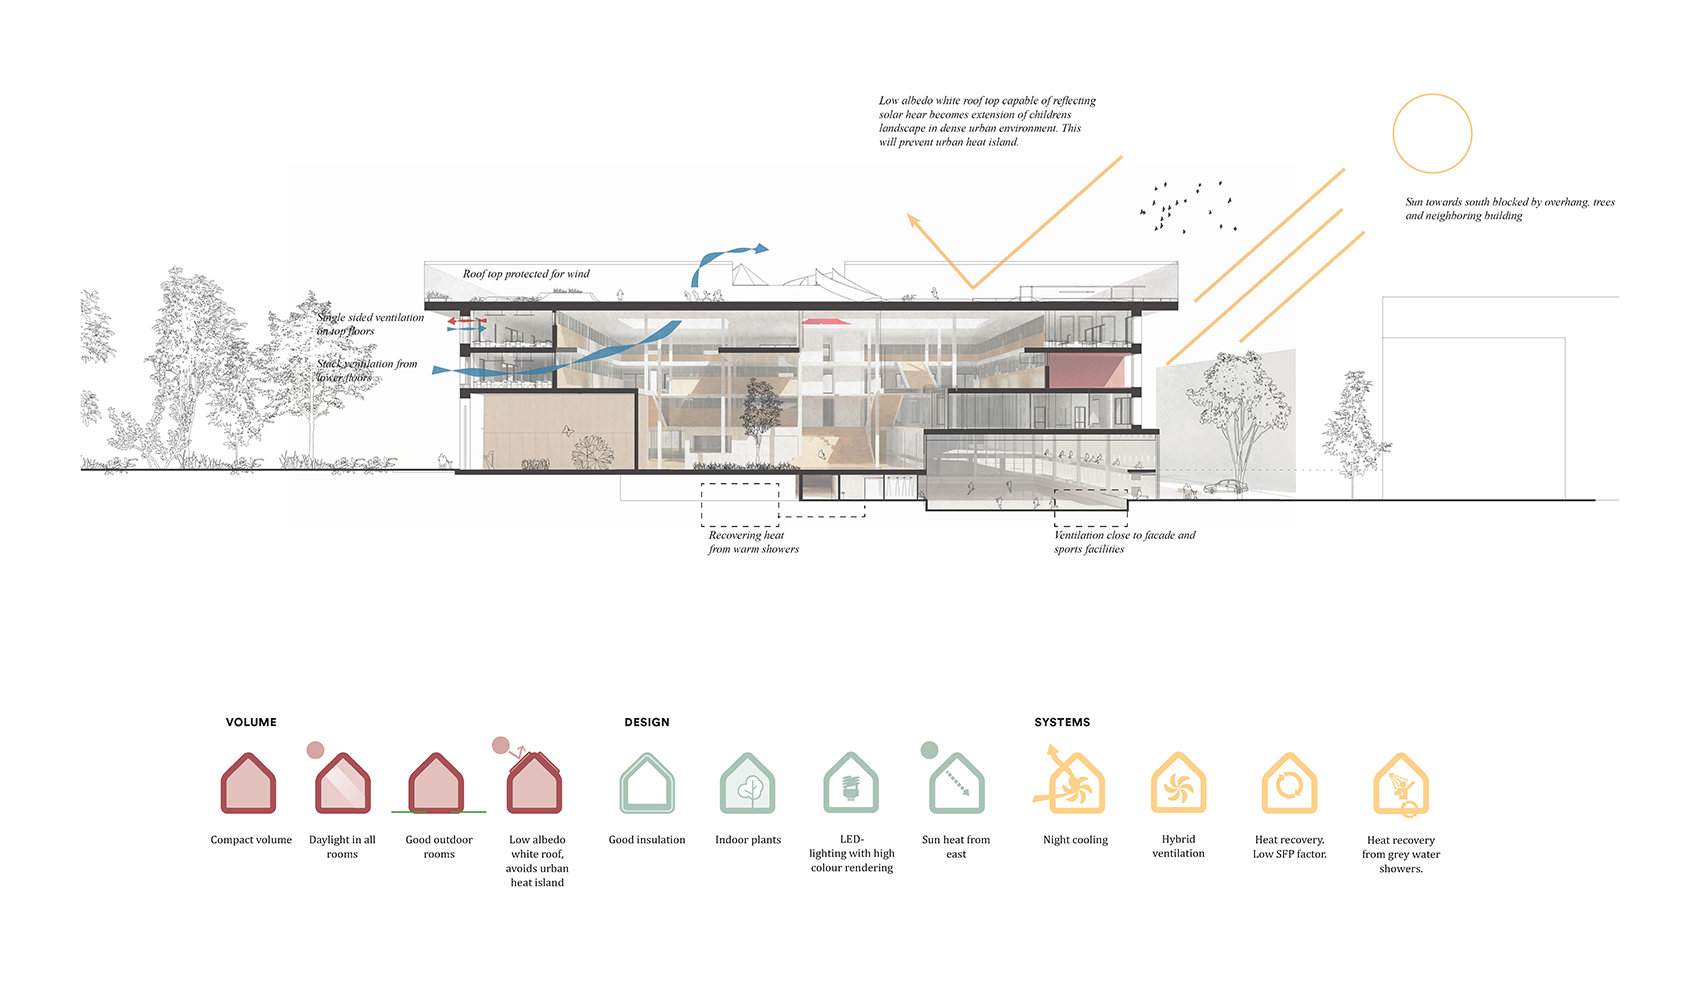 Low albedo white roof top capable of reflecting
solar hear becomes extension of childrens
landscape in dense urban environment. This
will prevent urban heat island.
Sun towards south blocked by overhang, trees
and neighboring building
Roof top protected for wind
Single sided ventilation
on top floors
Stack ventilation from
lower floors
Recovering heat
from warm showers
Ventilation close to facade and
sports facilities
VOLUME
Compact volume
Daylight in all
rooms
Good outdoor
rooms
Low albedo
white roof,
avoids urban
heat island
DESIGN
Good insulation
Indoor plants
LED-
lighting with high
colour rendering
Sun heat from
east
SYSTEMS
Night cooling
Hybrid
ventilation
Heat recovery.
Low SFP factor.
Heat recovery
from grey water
showers.